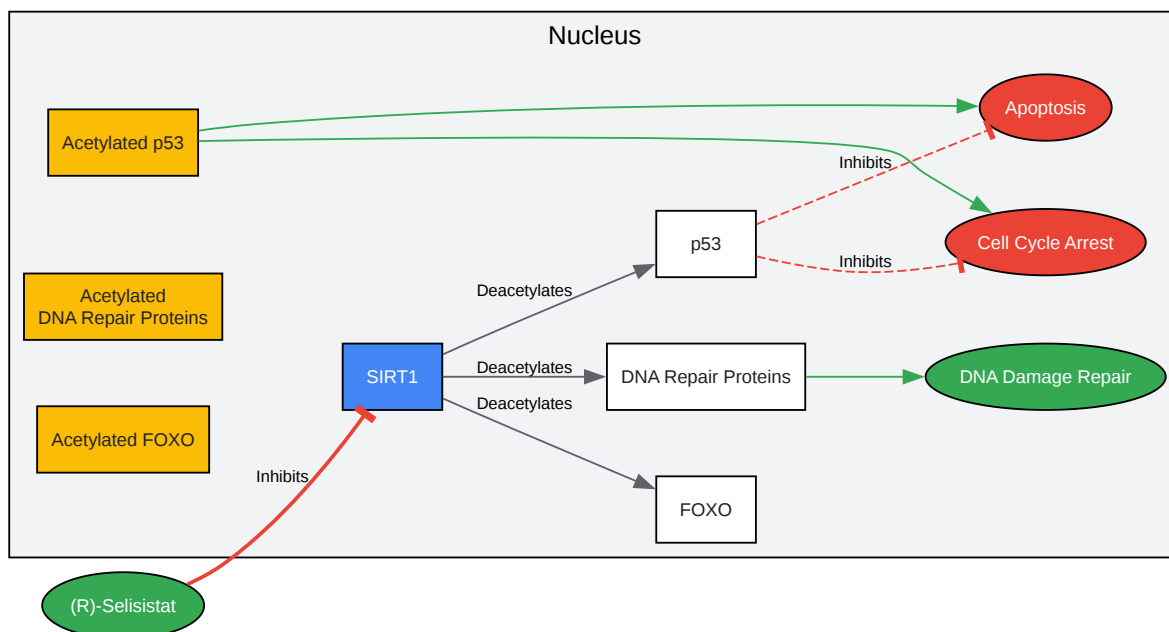 Nucleus
Apoptosis
Acetylated p53
Inhibits
p53
Cell Cycle Arrest
Inhibits
Deacetylates
Acetylated
DNA Repair Proteins
SIRT1
Deacetylates
DNA Repair Proteins
DNA Damage Repair
Deacetylates
Acetylated FOXO
Inhibits
FOXO
(R)-Selisistat